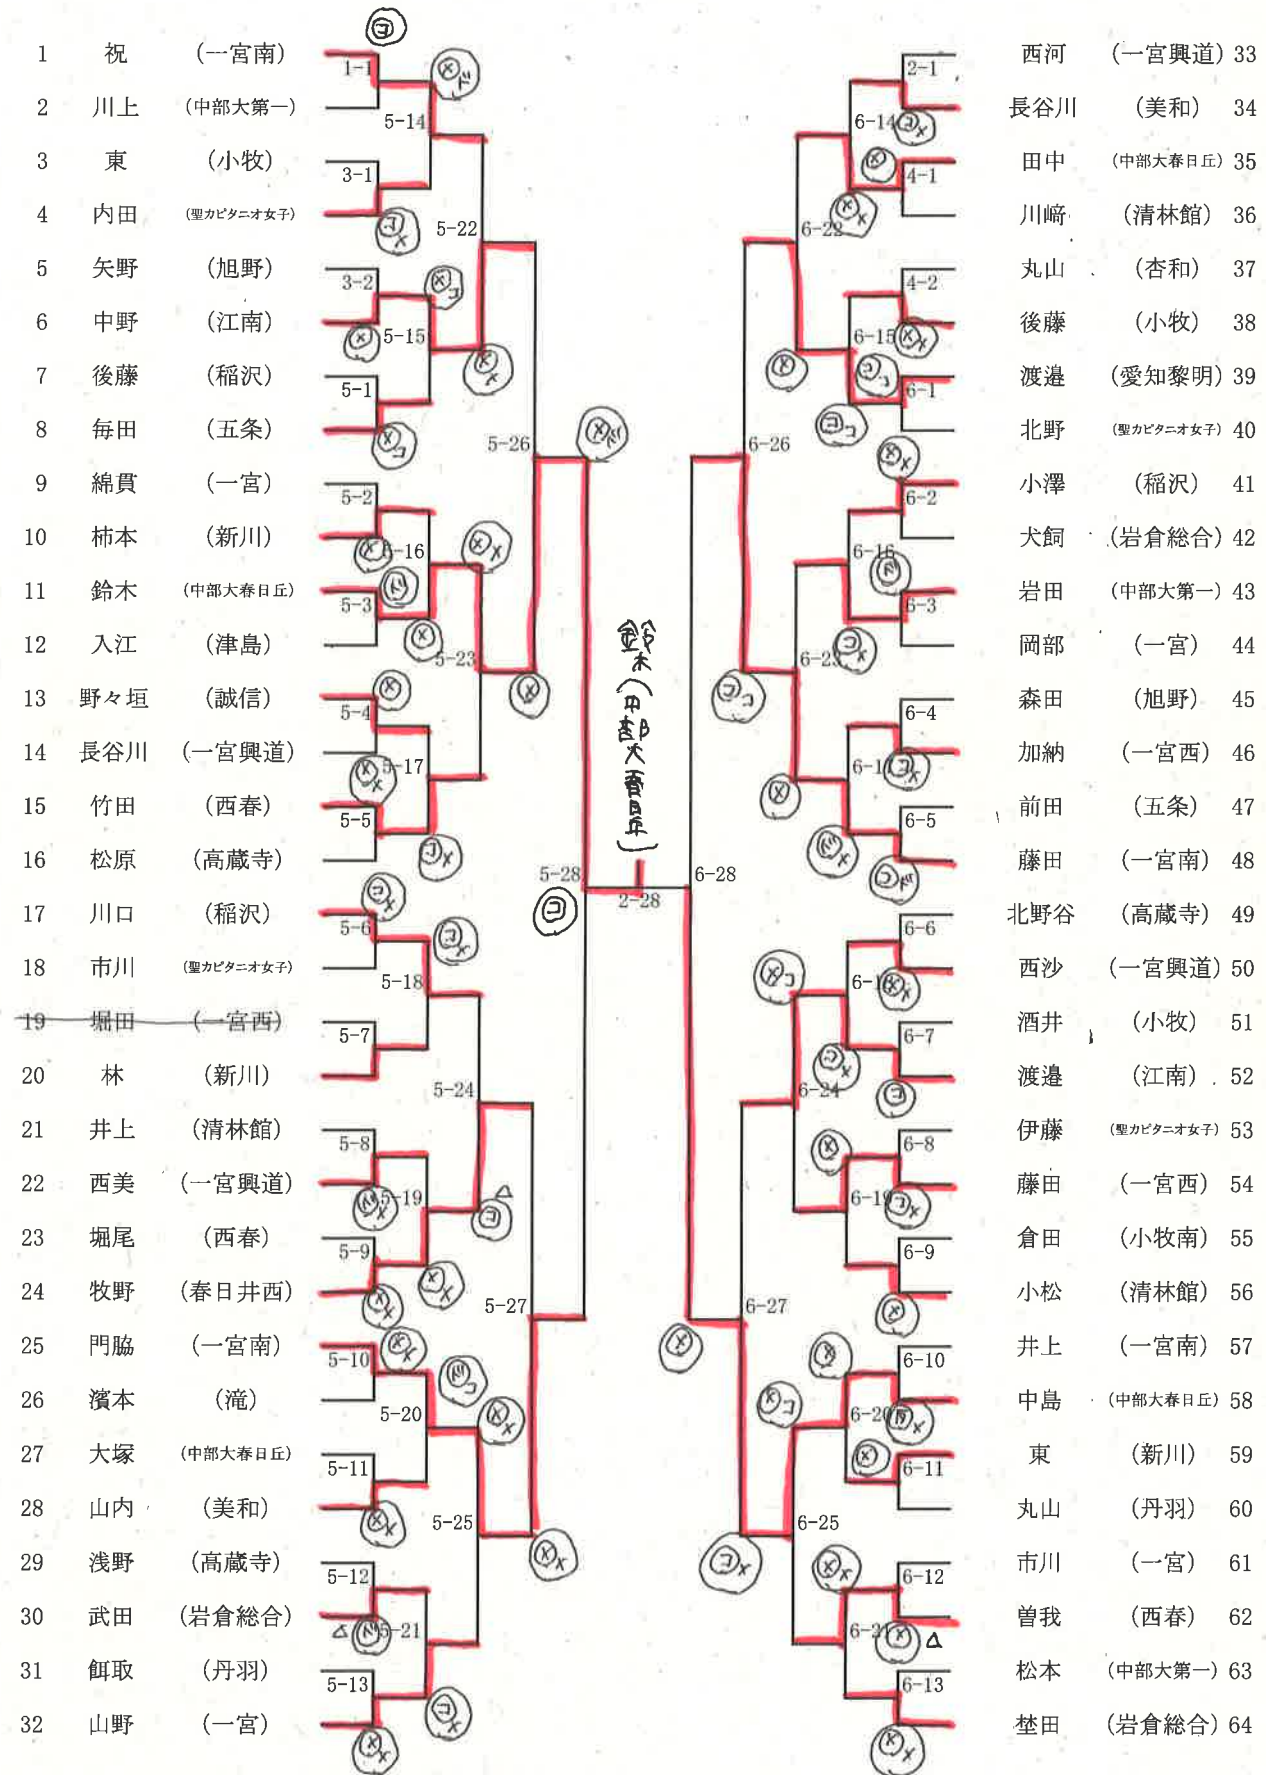 1 祝 (一宮南)
2 川上 (中部大第一)
3 東 (小牧)
4 内田 (聖カピタニオ女子)
5 矢野 (旭野)
6 中野 (江南)
7 後藤 (稲沢)
8 毎田 (五条)
9 綿貫 (一宮)
10 柿本 (新川)
11 鈴木 (中部大春日丘)
12 入江 (津島)
13 野々垣 (誠信)
14 長谷川 (一宮興道)
15 竹田 (西春)
16 松原 (高蔵寺)
17 川口 (稲沢)
18 市川 (聖カピタニオ女子)
19 堀田 (一宮西)
20 林 (新川)
21 井上 (清林館)
22 西美 (一宮興道)
23 堀尾 (西春)
24 牧野 (春日井西)
25 門脇 (一宮南)
26 濱本 (滝)
27 大塚 (中部大春日丘)
28 山内 (美和)
29 浅野 (高蔵寺)
30 武田 (岩倉総合)
31 餌取 (丹羽)
32 山野 (一宮)
1-1
3-1
3-2
5-1
5-2
5-3
5-4
5-5
5-6
5-7
5-8
5-9
5-10
5-11
5-12
5-13
5-14
5-15
5-16
5-17
5-18
5-19
5-20
5-21
5-22
5-23
5-24
5-25
5-26
5-27
5-28
鈴木(中部大春日丘)
2-28
6-28
6-26
6-27
6-22
6-23
6-24
6-25
6-14
6-15
6-16
6-17
6-18
6-19
6-20
6-21
2-1
4-1
4-2
6-1
6-2
6-3
6-4
6-5
6-6
6-7
6-8
6-9
6-10
6-11
6-12
6-13
西河 (一宮興道) 33
長谷川 (美和) 34
田中 (中部大春日丘) 35
川﨑 (清林館) 36
丸山 (杏和) 37
後藤 (小牧) 38
渡邉 (愛知黎明) 39
北野 (聖カピタニオ女子) 40
小澤 (稲沢) 41
犬飼 (岩倉総合) 42
岩田 (中部大第一) 43
岡部 (一宮) 44
森田 (旭野) 45
加納 (一宮西) 46
前田 (五条) 47
藤田 (一宮南) 48
北野谷 (高蔵寺) 49
西沙 (一宮興道) 50
酒井 (小牧) 51
渡邉 (江南) 52
伊藤 (聖カピタニオ女子) 53
藤田 (一宮西) 54
倉田 (小牧南) 55
小松 (清林館) 56
井上 (一宮南) 57
中島 (中部大春日丘) 58
東 (新川) 59
丸山 (丹羽) 60
市川 (一宮) 61
曽我 (西春) 62
松本 (中部大第一) 63
埜田 (岩倉総合) 64